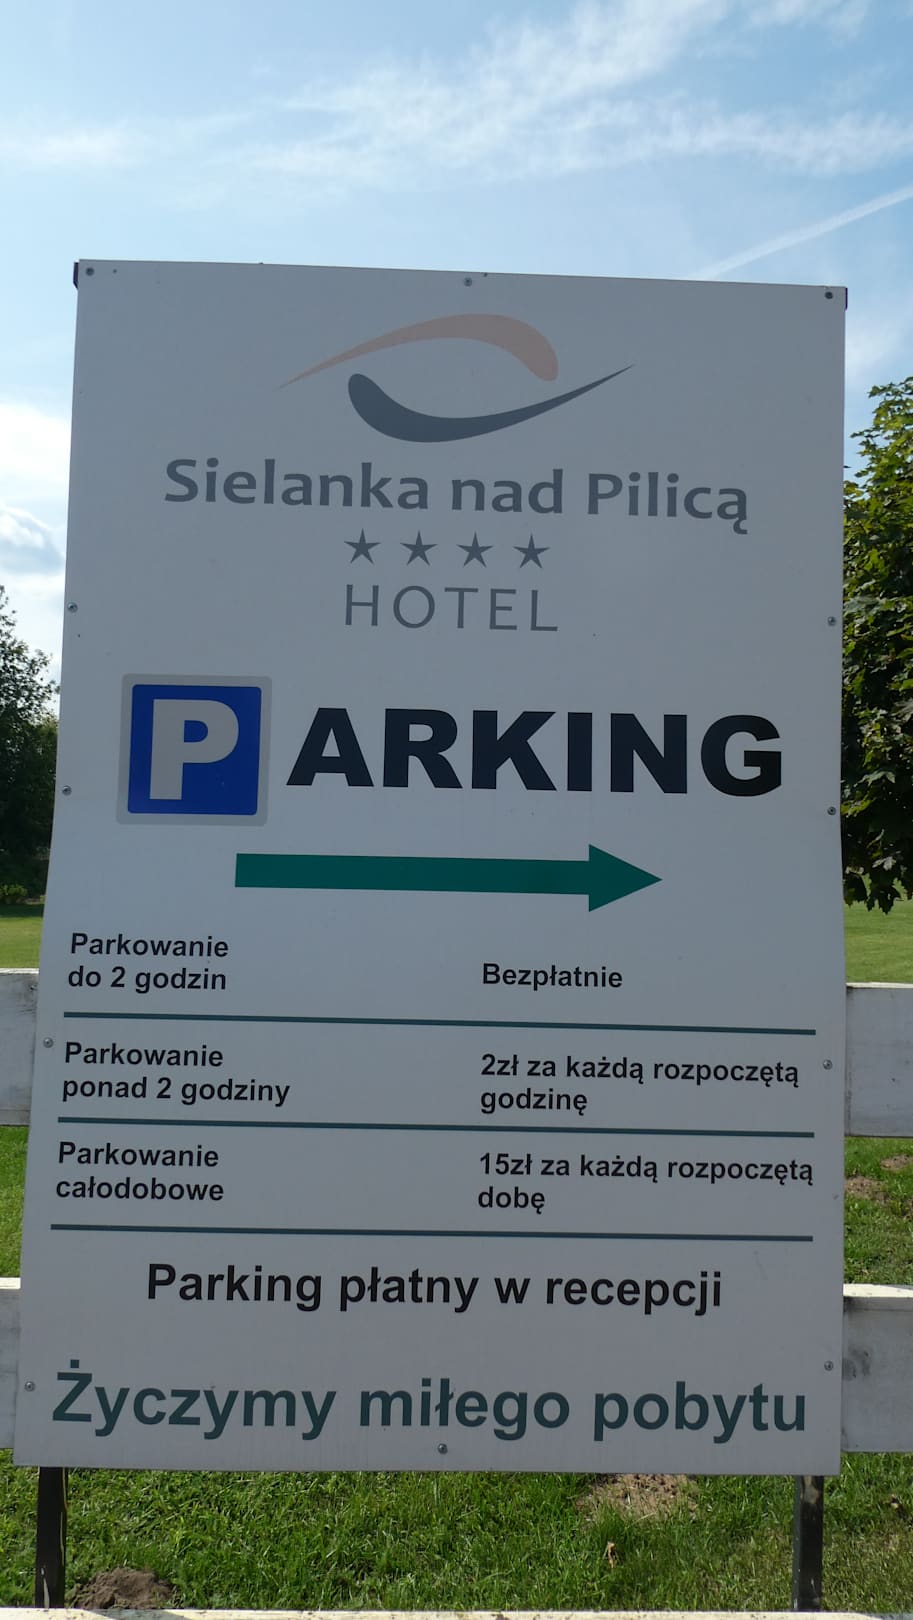 Sielanka nad Pilicą
★★★★
HOTEL
PARKING
Parkowanie
do 2 godzin
Bezpłatnie
Parkowanie
ponad 2 godziny
2zł za każdą rozpoczętą
godzinę
Parkowanie
całodobowe
15zł za każdą rozpoczętą
dobę
Parking płatny w recepcji
Życzymy miłego pobytu